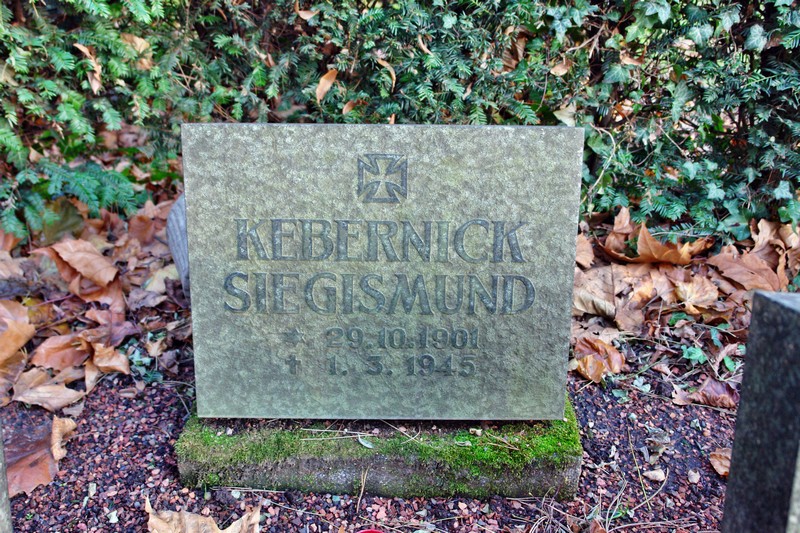 KEBERNICK
SIEGISMUND
* 29.10.1901
† 1. 3. 1945